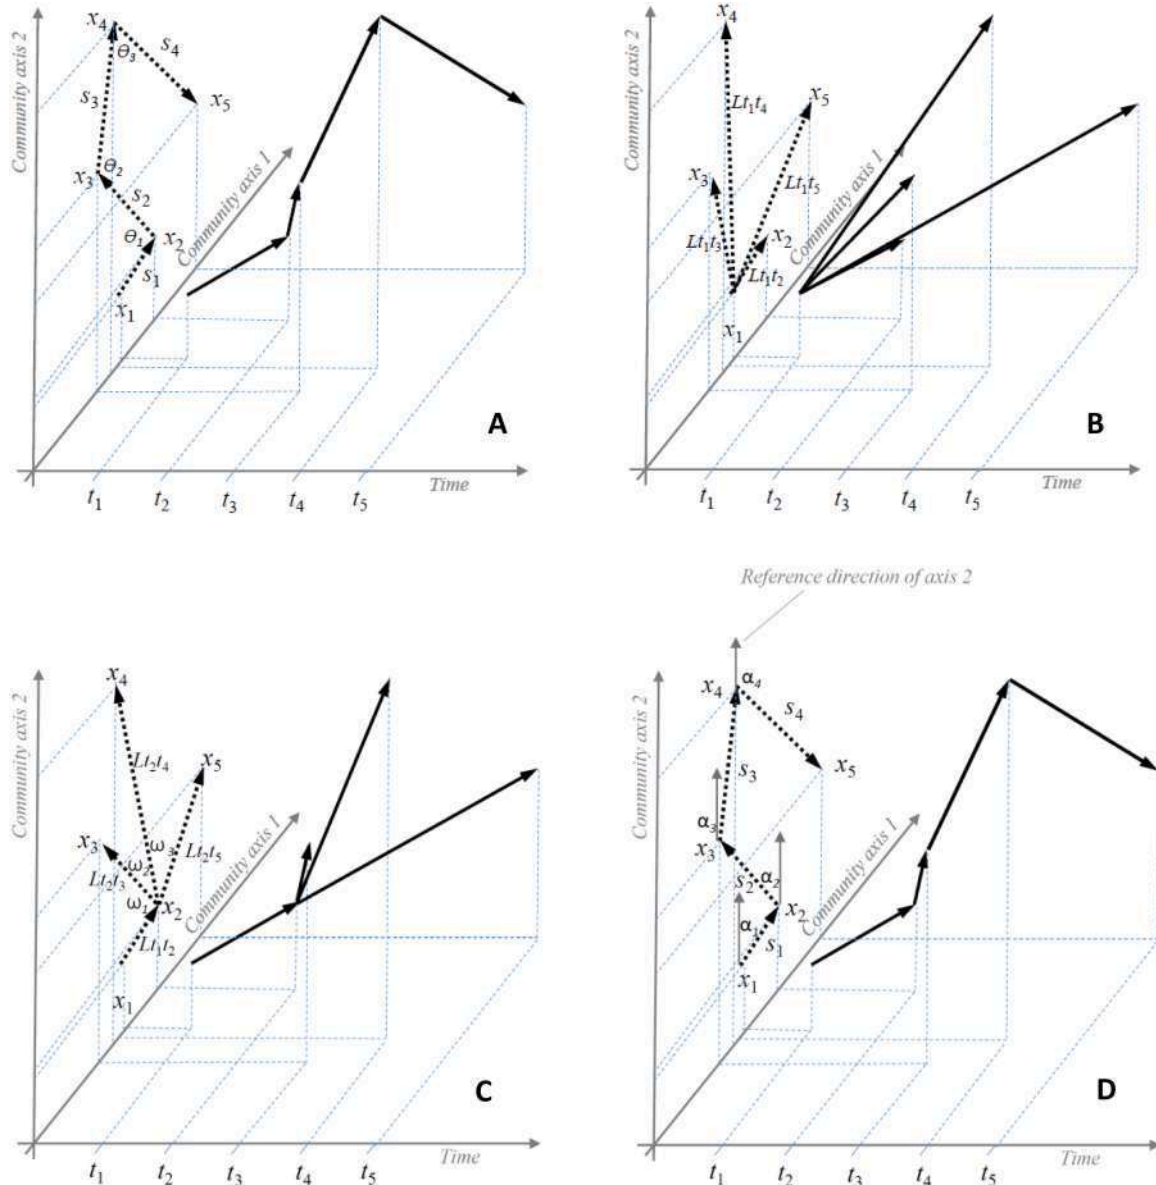 Community axis 2
x₄
θ₃
s₄
s₃
x₅
x₃
θ₂
s₂
θ₁
x₂
s₁
x₁
Community axis 1
A
Time
t₁ t₂ t₃ t₄ t₅
Community axis 2
x₄
Lt₁t₄
x₅
x₃
Lt₁t₅
x₂
Lt₁t₃
Lt₁t₂
x₁
Community axis 1
B
Time
t₁ t₂ t₃ t₄ t₅
Community axis 2
x₄
Lt₂t₄
x₅
x₃
ω₂
ω₃
Lt₂t₅
Lt₂t₃
ω₁
x₂
Lt₁t₂
x₁
Community axis 1
C
Time
t₁ t₂ t₃ t₄ t₅
Reference direction of axis 2
Community axis 2
x₄
α₄
s₄
s₃
x₅
α₃
x₃
s₂
α₂
x₂
α₁
s₁
x₁
Community axis 1
D
Time
t₁ t₂ t₃ t₄ t₅